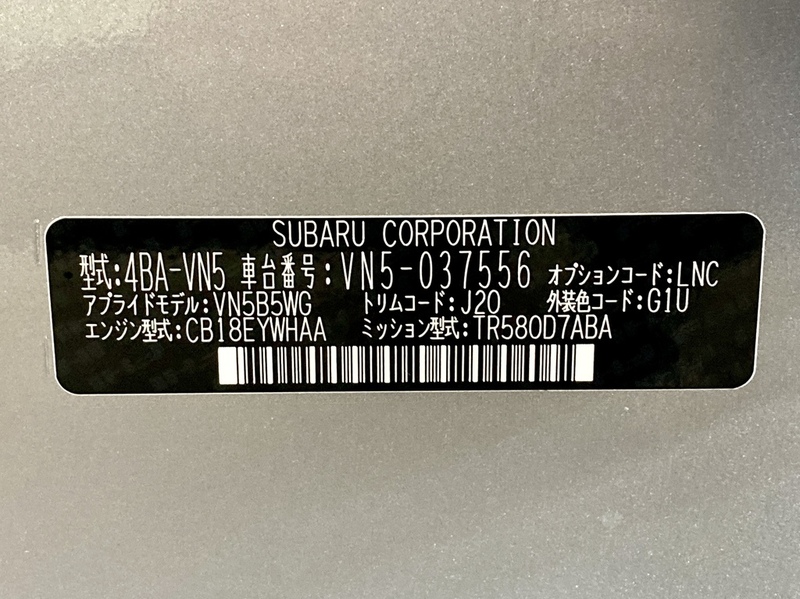 SUBARU CORPORATION
型式:4BA-VN5 車台番号:VN5-037556 オプションコード:LNC
アプライドモデル:VN5B5WG トリムコード:J20 外装色コード:G1U
エンジン型式:CB18EYWHAA ミッション型式:TR580D7ABA